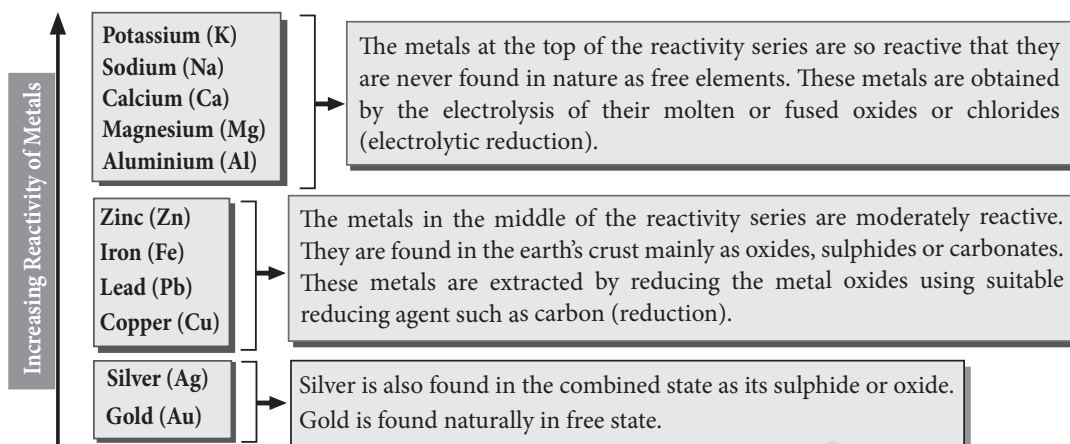 Increasing Reactivity of Metals
Potassium (K)
Sodium (Na)
Calcium (Ca)
Magnesium (Mg)
Aluminium (Al)
The metals at the top of the reactivity series are so reactive that they
are never found in nature as free elements. These metals are obtained
by the electrolysis of their molten or fused oxides or chlorides
(electrolytic reduction).
Zinc (Zn)
Iron (Fe)
Lead (Pb)
Copper (Cu)
The metals in the middle of the reactivity series are moderately reactive.
They are found in the earth's crust mainly as oxides, sulphides or carbonates.
These metals are extracted by reducing the metal oxides using suitable
reducing agent such as carbon (reduction).
Silver (Ag)
Gold (Au)
Silver is also found in the combined state as its sulphide or oxide.
Gold is found naturally in free state.